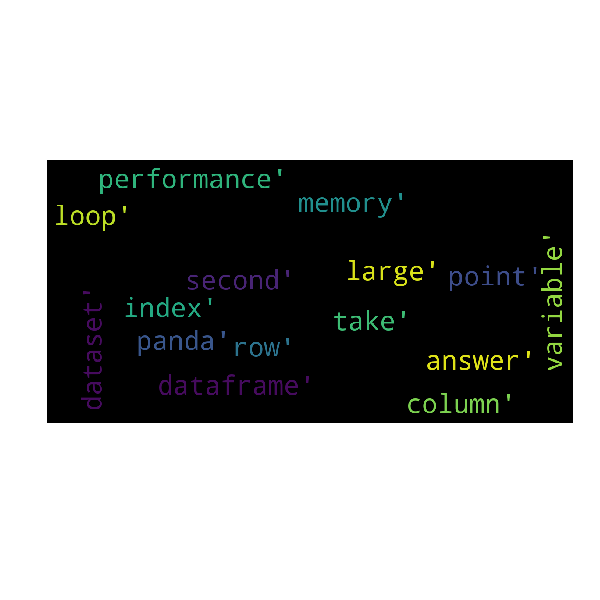 performance'
memory'
loop'
variable'
large'
point'
second'
dataset'
index'
take'
panda'
row'
answer'
dataframe'
column'